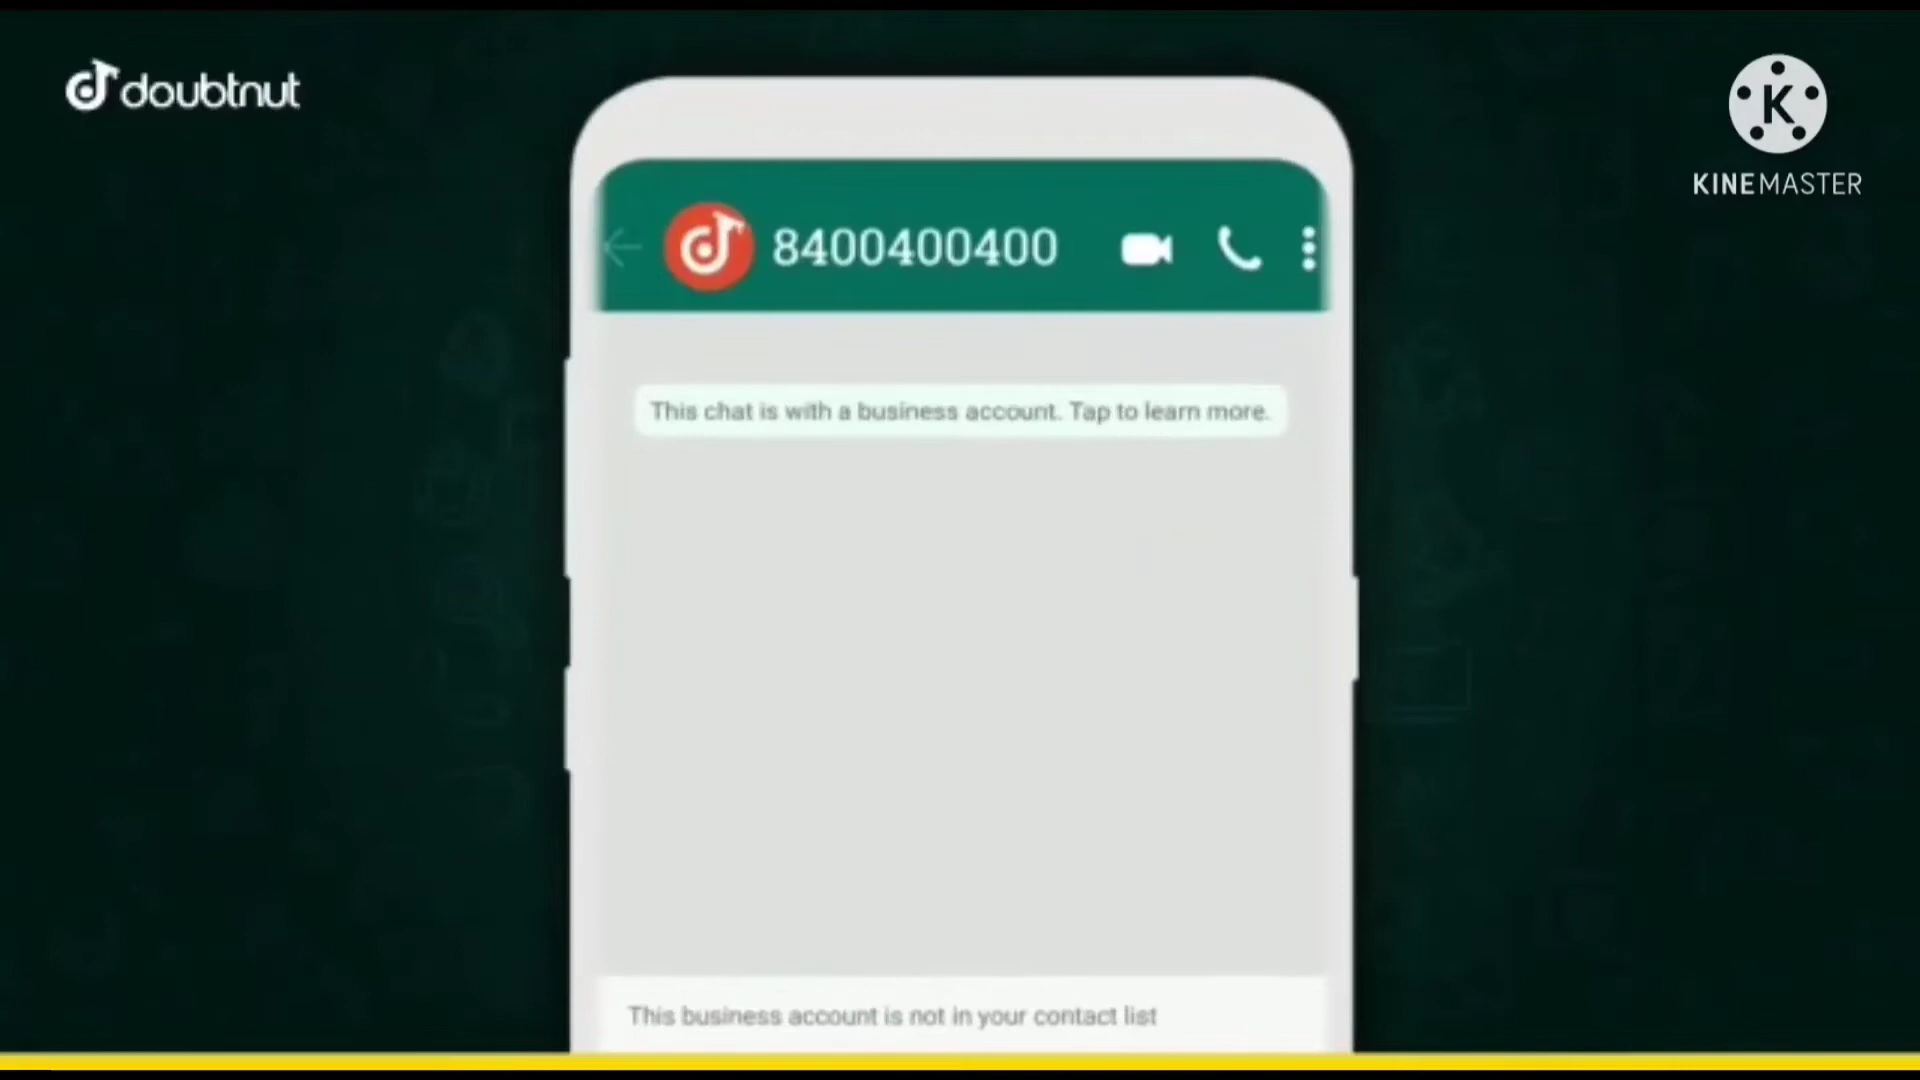 doubtnut
KINEMASTER
8400400400
This chat is with a business account. Tap to learn more.
This business account is not in your contact list